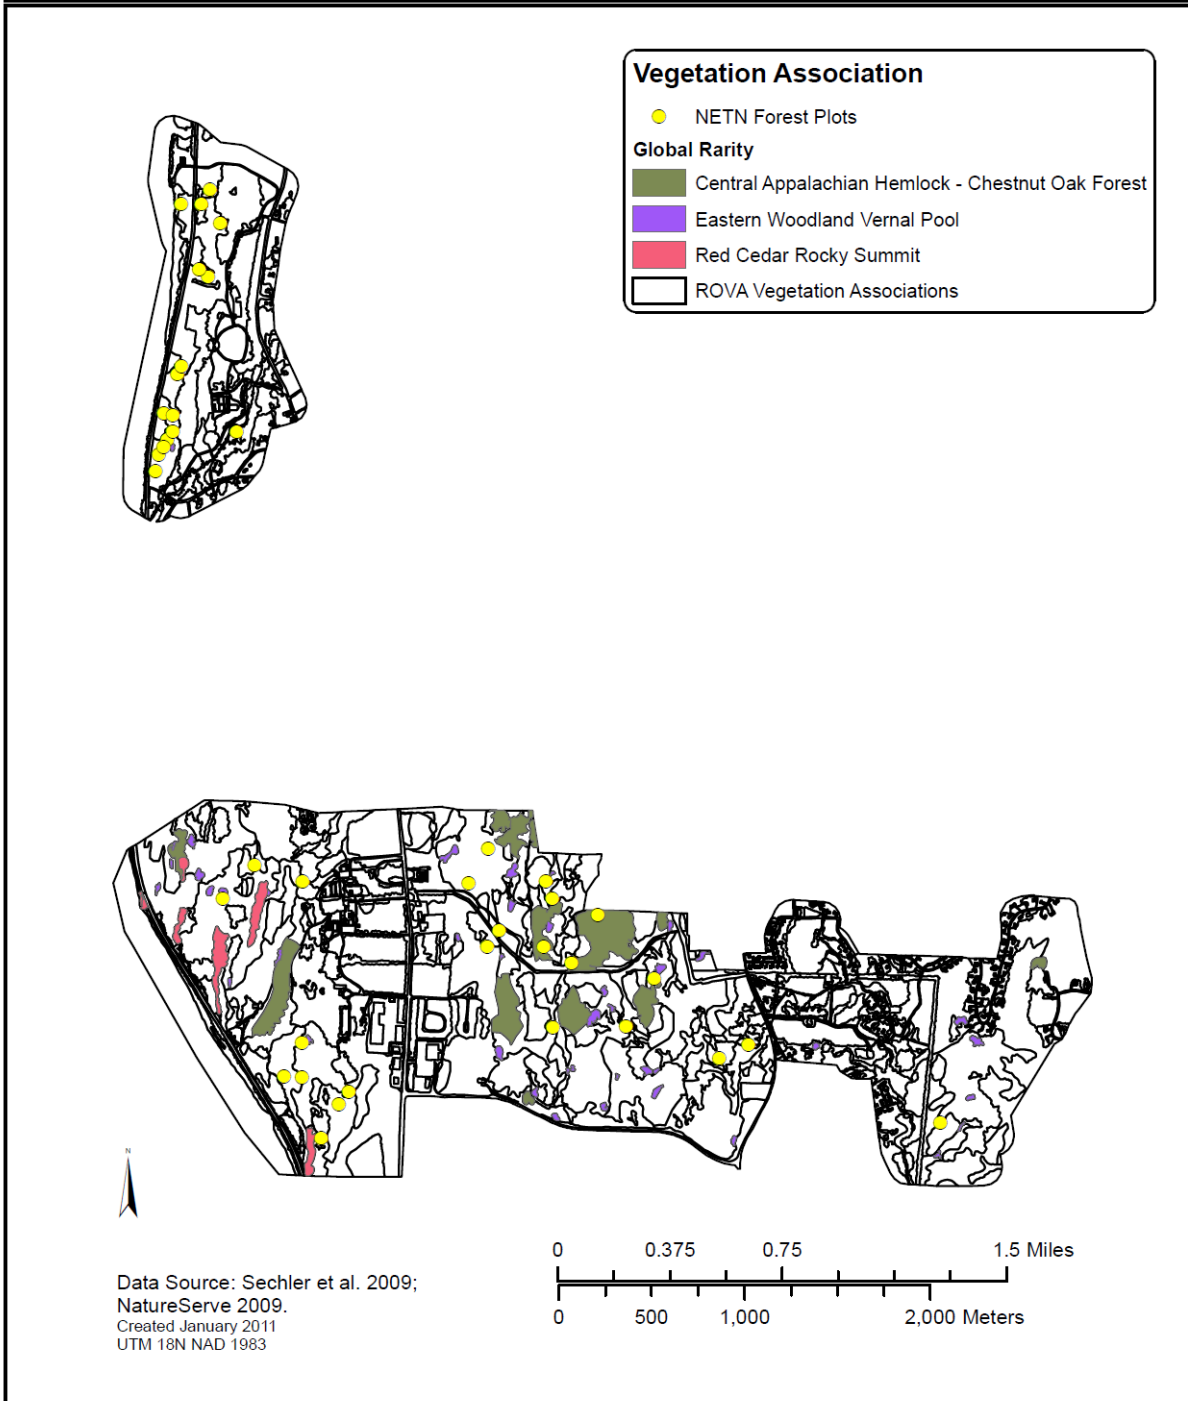 Vegetation Association
NETN Forest Plots
Global Rarity
Central Appalachian Hemlock - Chestnut Oak Forest
Eastern Woodland Vernal Pool
Red Cedar Rocky Summit
ROVA Vegetation Associations
N
0 0.375 0.75 1.5 Miles
0 500 1,000 2,000 Meters
Data Source: Sechler et al. 2009;
NatureServe 2009.
Created January 2011
UTM 18N NAD 1983